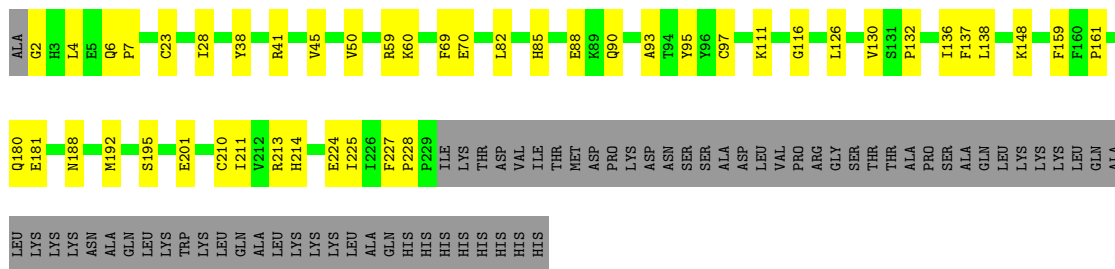 ALA G2 H3 L4 E5 Q6 P7 C23 I28 Y38 R41 V45 V50 R59 K60 F69 E70 L82 H85 E88 K89 Q90 A93 T94 Y95 Y96 C97 K111 G116 L126 V130 S131 P132 I136 F137 L138 K148 F159 F160 P161
Q180 E181 N188 M192 S195 E201 C210 I211 V212 R213 H214 E224 I225 I226 F227 P228 P229 ILE LYS THR ASP VAL ILE THR MET ASP PRO LYS ASP ASN SER SER ALA ASP LEU VAL PRO ARG GLY SER THR THR ALA PRO SER ALA GLN LEU LYS LYS LYS LEU GLN ALA
LEU LYS LYS LYS ASN ALA GLN LEU LYS TRP LYS LEU GLN ALA LEU LYS LYS LYS LEU ALA GLN HIS HIS HIS HIS HIS HIS